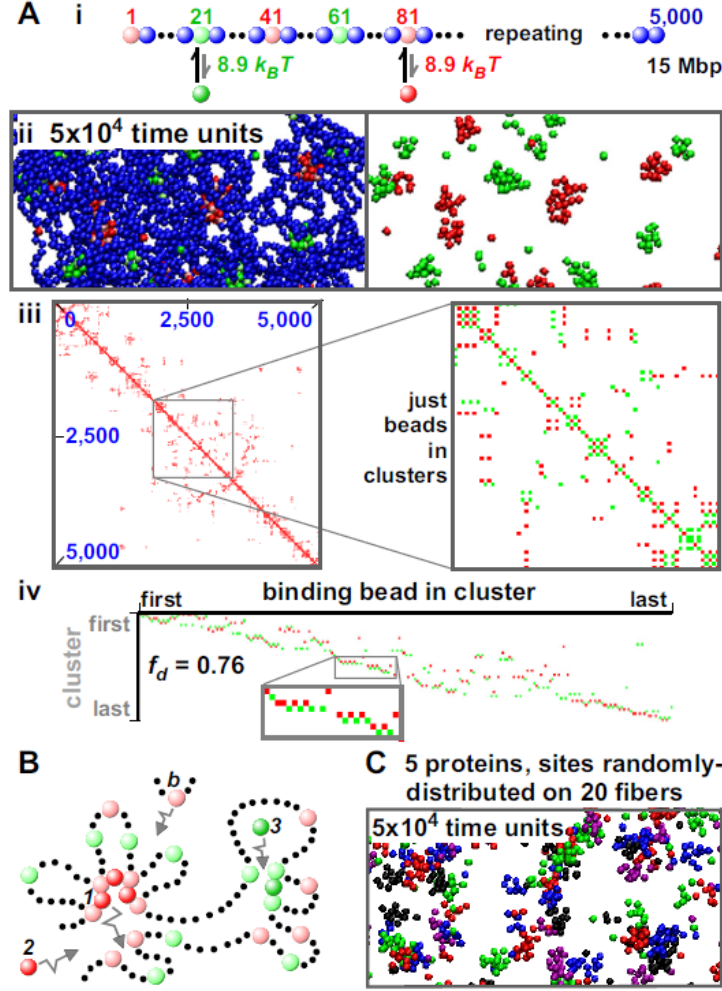 A
i
1 21 41 61 81 5,000
repeating
8.9 kBT 8.9 kBT 15 Mbp
ii 5x10⁴ time units
iii
0 2,500 5,000
2,500
5,000
just
beads
in
clusters
iv
binding bead in cluster
first last
cluster
first
last
fd = 0.76
B
b
3
1
2
C 5 proteins, sites randomly-
distributed on 20 fibers
5x10⁴ time units